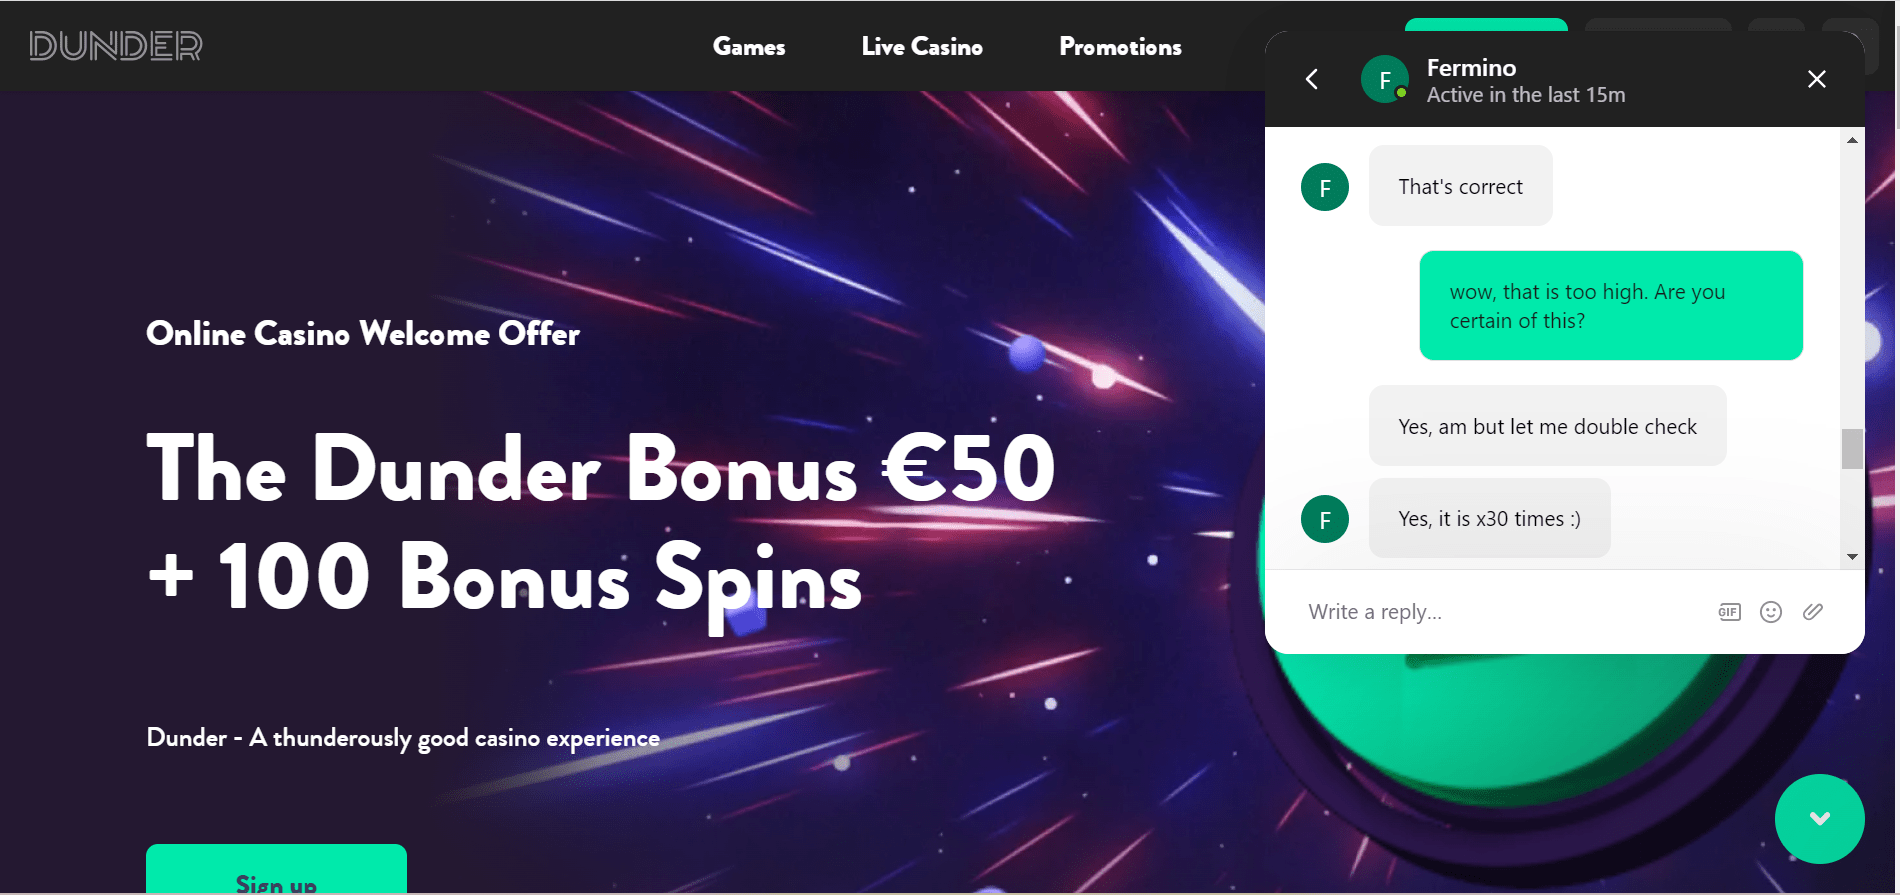 DUNDER
Games
Live Casino
Promotions
Online Casino Welcome Offer
The Dunder Bonus €50
+ 100 Bonus Spins
Dunder - A thunderously good casino experience
Sign up
F
Fermino
Active in the last 15m
F
That's correct
wow, that is too high. Are you
certain of this?
Yes, am but let me double check
F
Yes, it is x30 times :)
Write a reply...
GIF